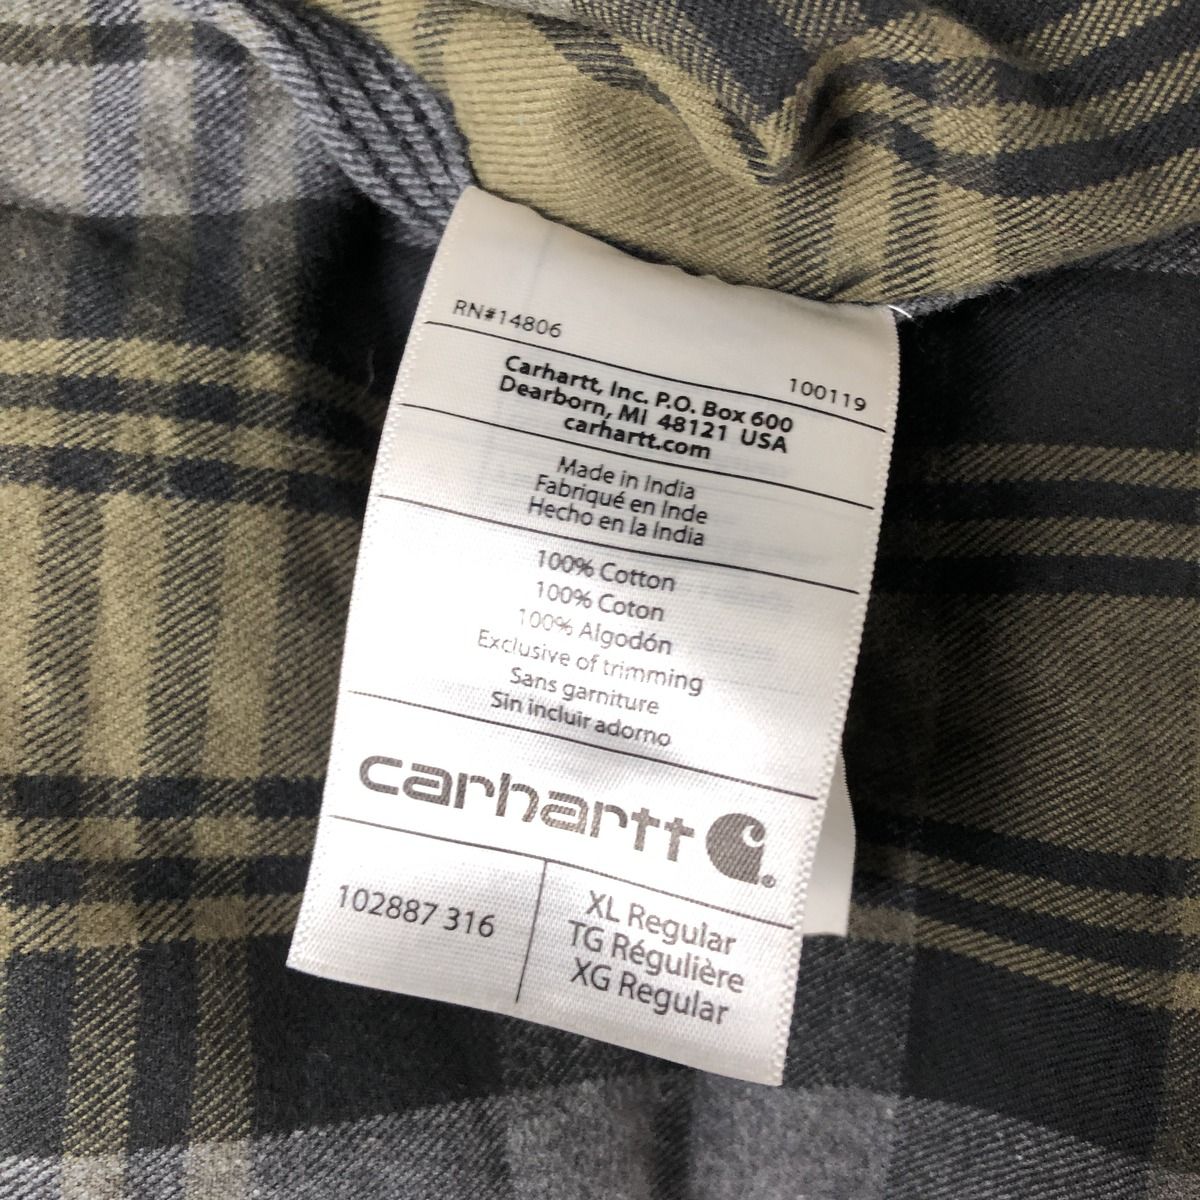 RN#14806
100119
Carhartt, Inc. P.O. Box 600
Dearborn, MI 48121 USA
carhartt.com
Made in India
Fabriqué en Inde
Hecho en la India
100% Cotton
100% Coton
100% Algodón
Exclusive of trimming
Sans garniture
Sin incluir adorno
carhartt ®
102887 316
XL Regular
TG Régulière
XG Regular